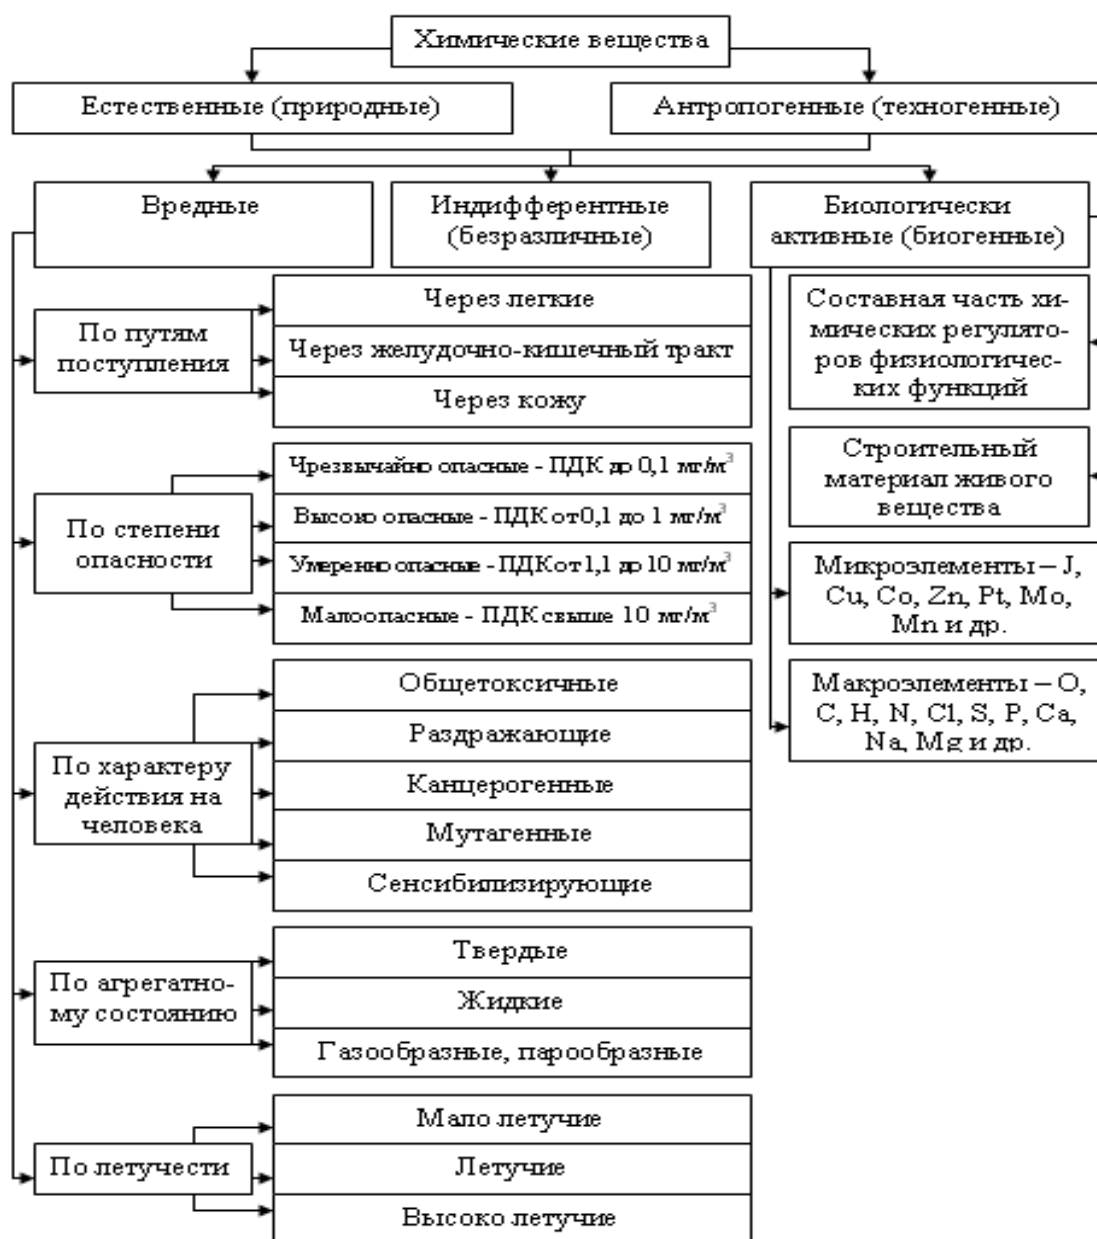 Химические вещества
Естественные (природные)
Антропогенные (техногенные)
Вредные
Индифферентные
(безразличные)
Биологически
активные (биогенные)
По путям
поступления
Через легкие
Через желудочно-кишечный тракт
Через кожу
По степени
опасности
Чрезвычайно опасные - ПДК до 0,1 мг/м³
Высоко опасные - ПДК от 0,1 до 1 мг/м³
Умеренно опасные - ПДК от 1,1 до 10 мг/м³
Малоопасные - ПДК свыше 10 мг/м³
По характеру
действия на
человека
Общетоксичные
Раздражающие
Канцерогенные
Мутагенные
Сенсибилизирующие
По агрегатно-
му состоянию
Твердые
Жидкие
Газообразные, парообразные
По летучести
Мало летучие
Летучие
Высоко летучие
Составная часть хи-
мических регулято-
ров физиологичес-
ких функций
Строительный
материал живого
вещества
Микроэлементы – J,
Cu, Co, Zn, Pt, Mo,
Mn и др.
Макроэлементы – O,
C, H, N, Cl, S, P, Ca,
Na, Mg и др.